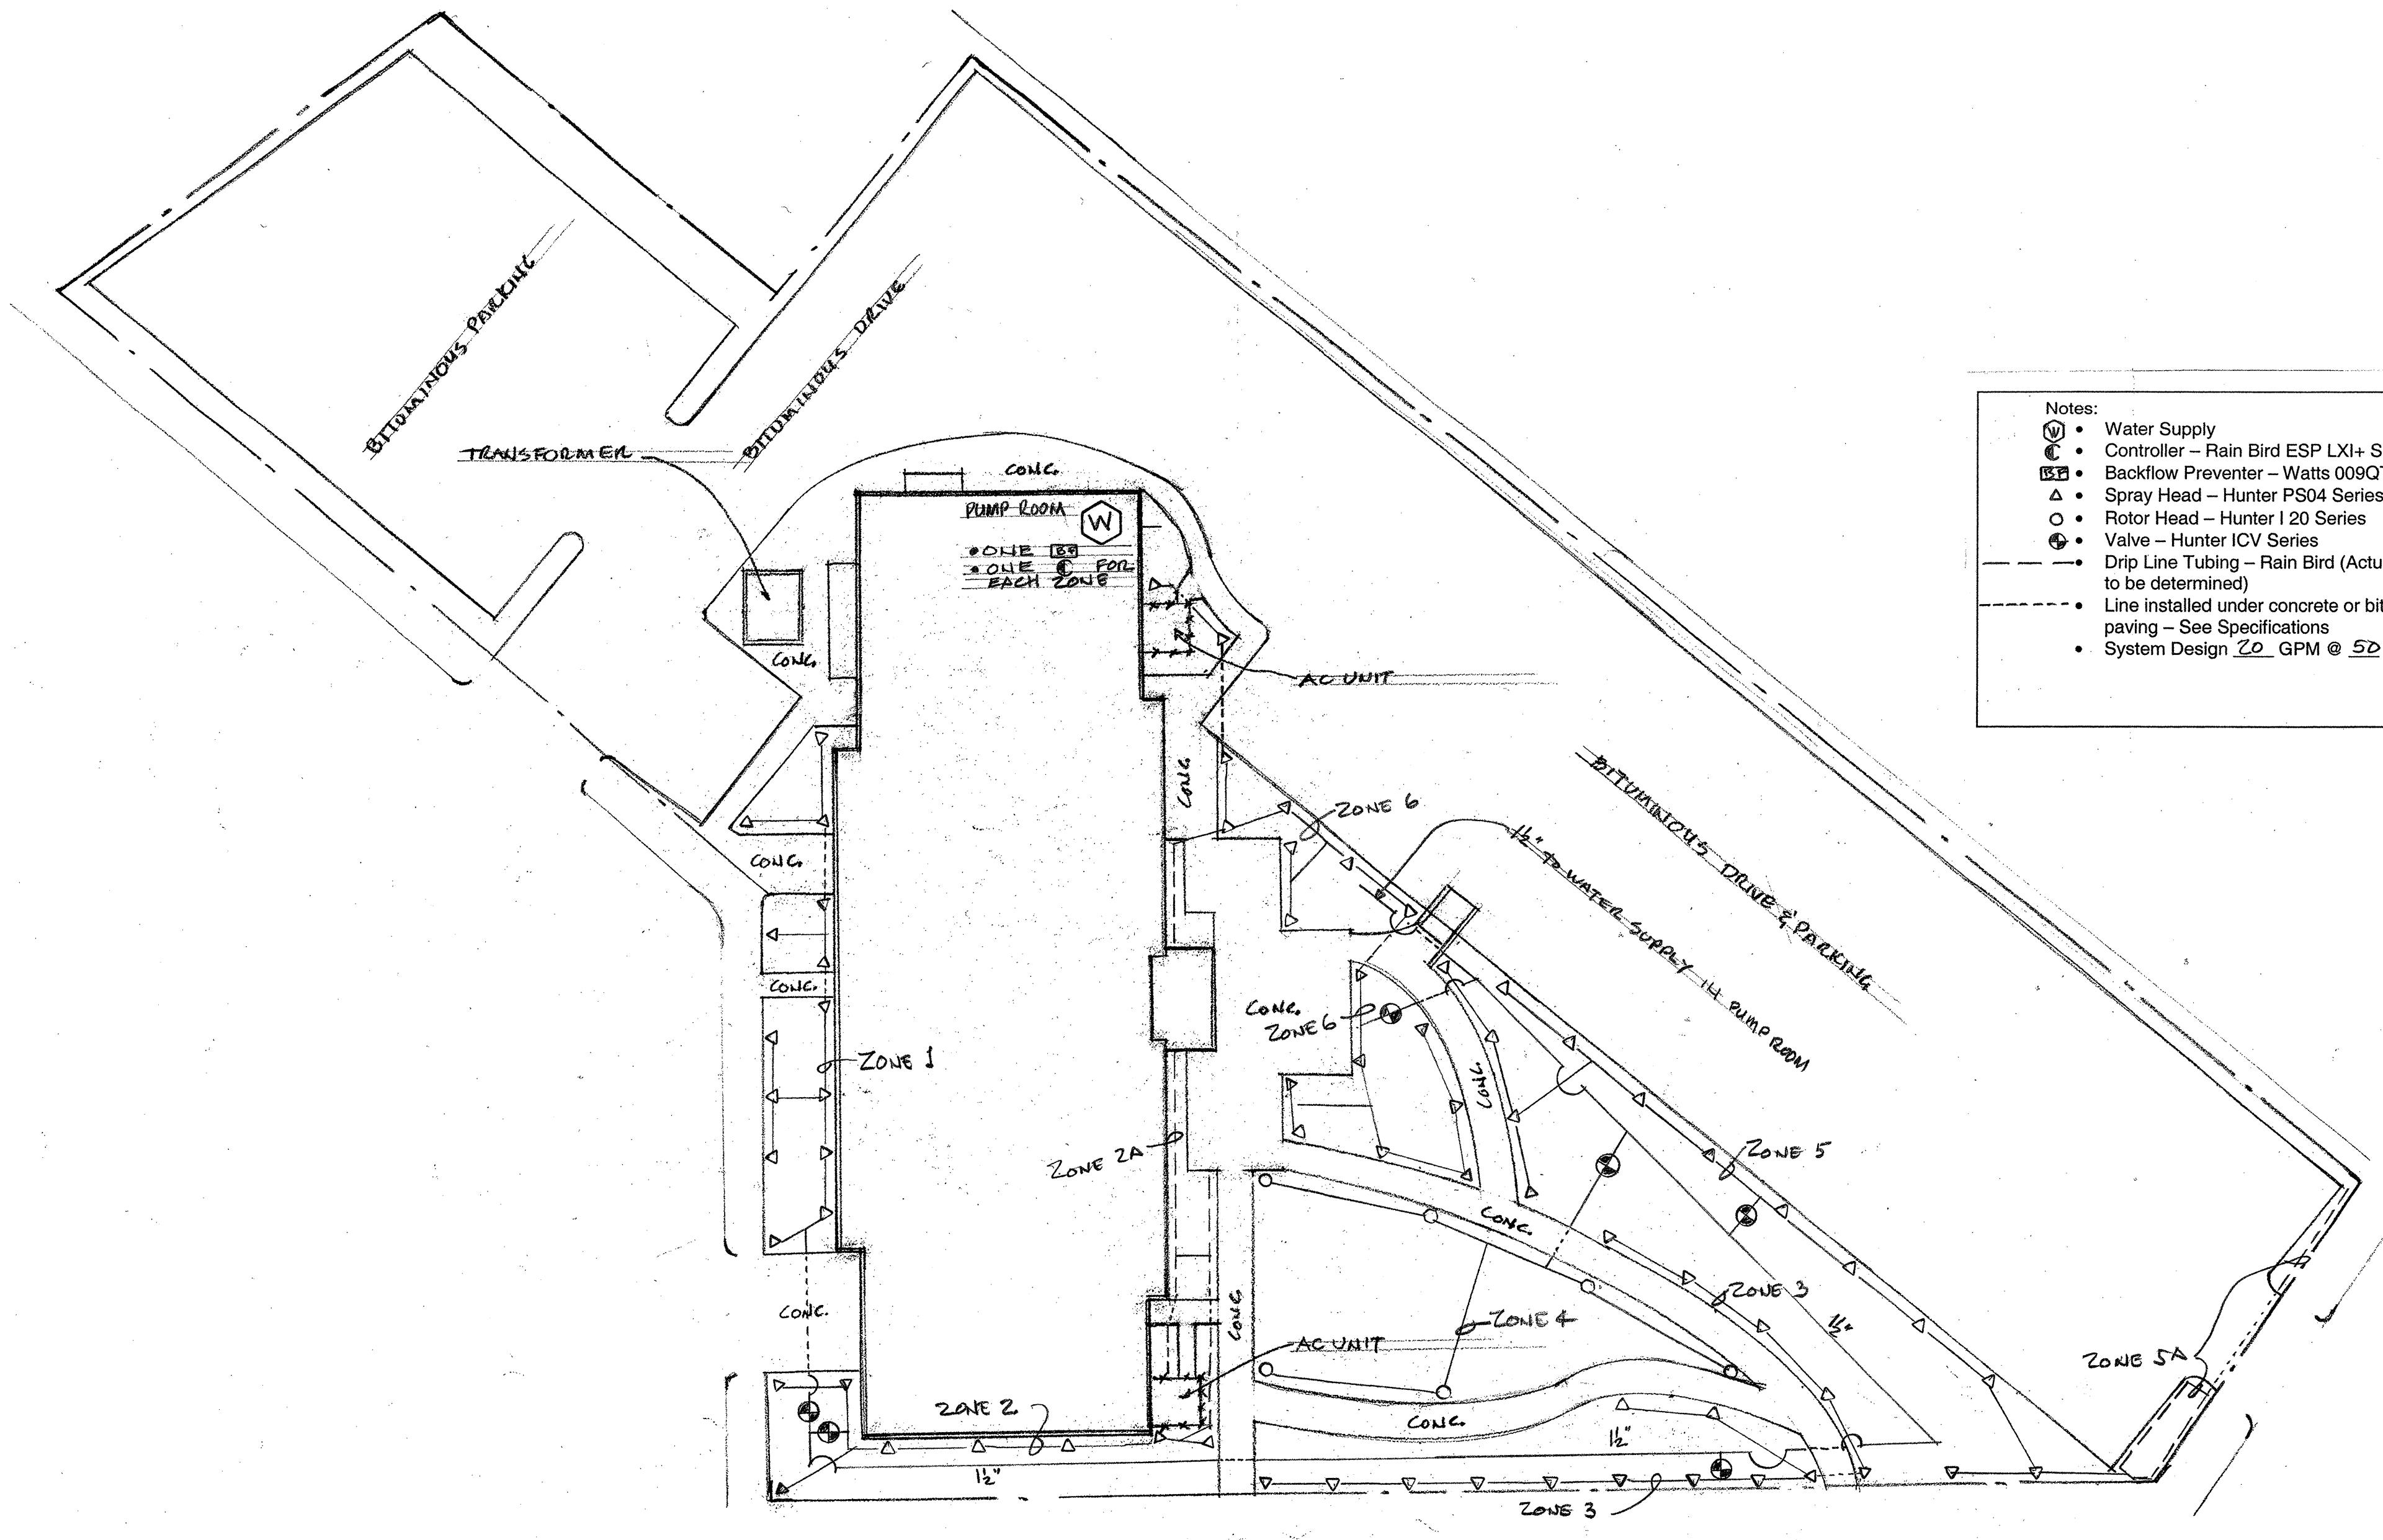 BITUMINOUS PARKING
BITUMINOUS DRIVE
TRANSFORMER
CONC.
PUMP ROOM
W
• ONE BF
• ONE C FOR
EACH ZONE
CONC.
AC UNIT
Notes:
W • Water Supply
C • Controller – Rain Bird ESP LXI+ S
BF • Backflow Preventer – Watts 009Q
• Spray Head – Hunter PS04 Series
• Rotor Head – Hunter I 20 Series
• Valve – Hunter ICV Series
• Drip Line Tubing – Rain Bird (Actu
to be determined)
• Line installed under concrete or bit
paving – See Specifications
• System Design 20 GPM @ 50
CONC.
ZONE 6
1½" TO WATER SUPPLY IN PUMP ROOM
BITUMINOUS DRIVE & PARKING
CONC.
CONC.
CONC.
ZONE 6
ZONE 1
CONC.
ZONE 2A
ZONE 5
CONC.
CONC.
CONC.
ZONE 3
ZONE 4
1½"
AC UNIT
ZONE 5A
ZONE 2
CONC.
1½"
1½"
ZONE 3